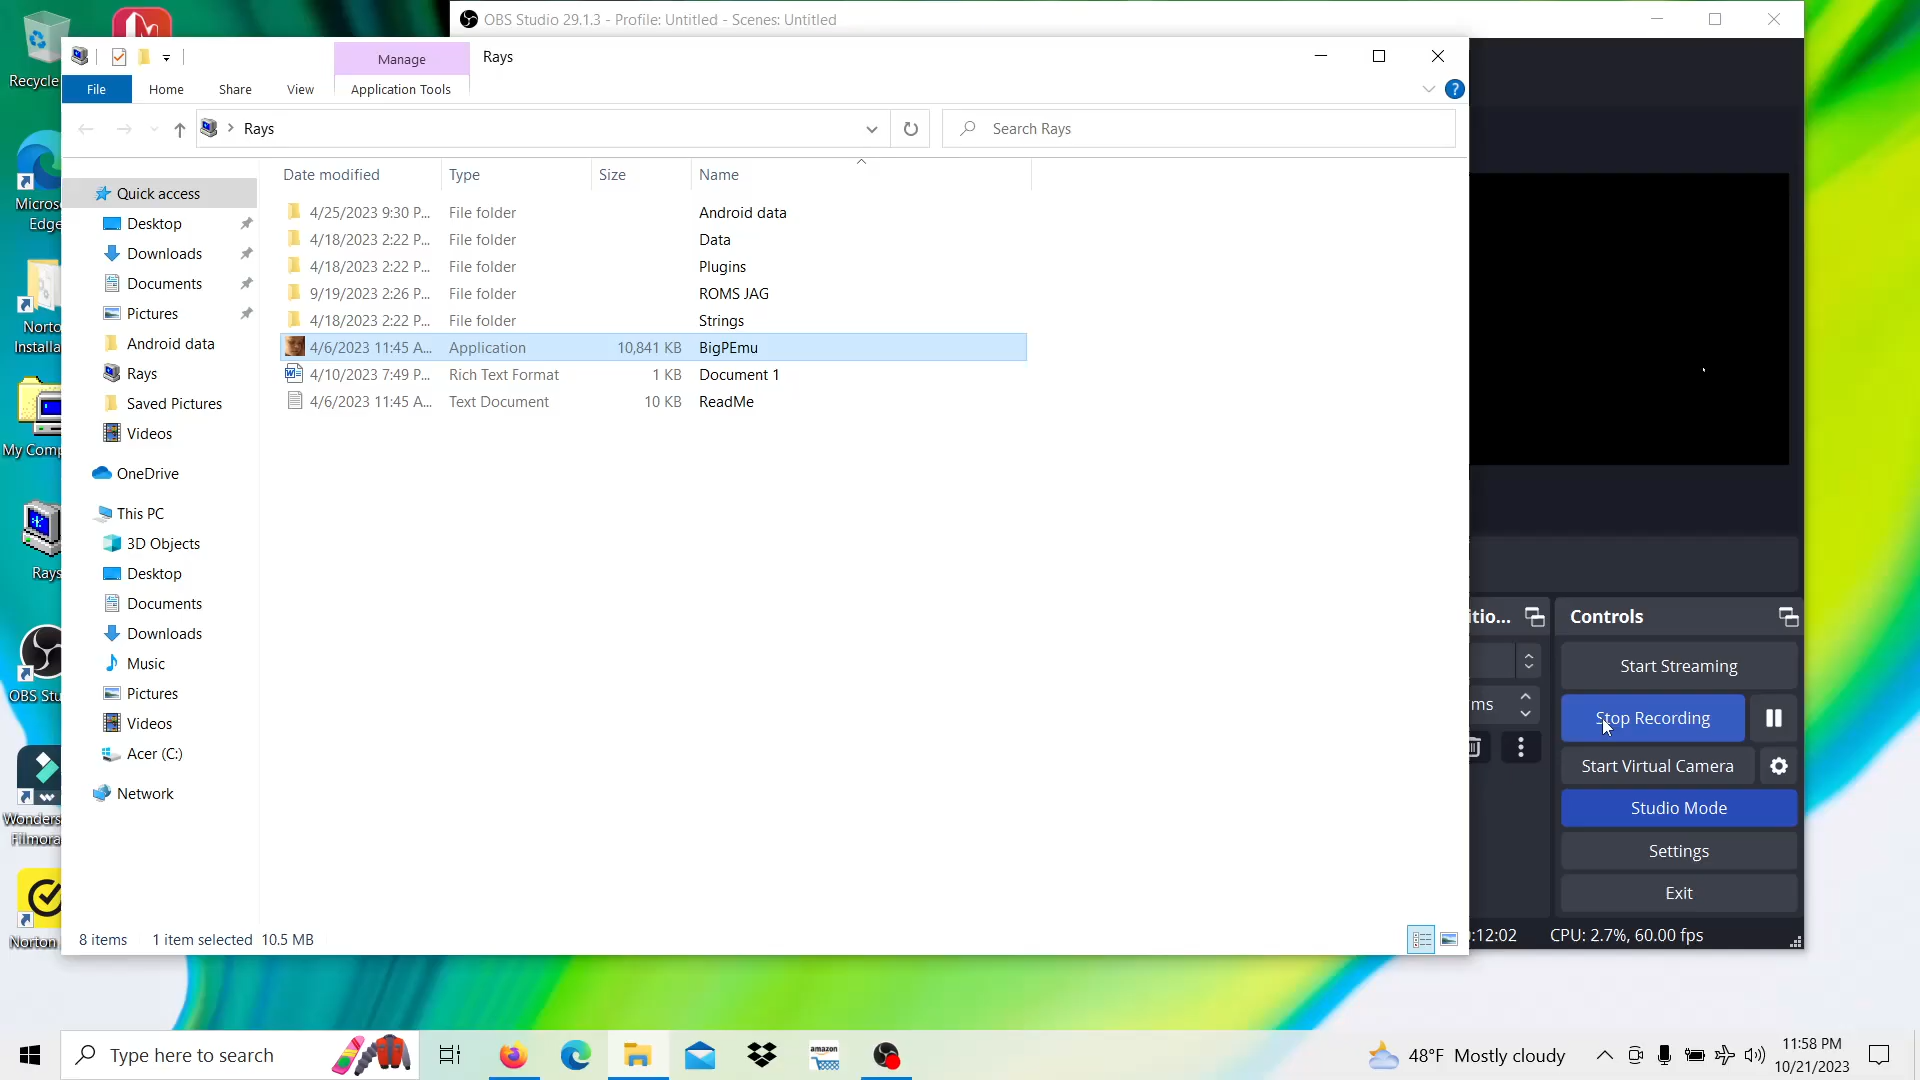 OBS Studio 29.1.3 - Profile: Untitled - Scenes: Untitled
Manage
Rays
File
Home
Share
View
Application Tools
?
Rays
Search Rays
Date modified
Type
Size
Name
4/25/2023 9:30 P...
File folder
Android data
4/18/2023 2:22 P...
File folder
Data
4/18/2023 2:22 P...
File folder
Plugins
9/19/2023 2:26 P...
File folder
ROMS JAG
4/18/2023 2:22 P...
File folder
Strings
4/6/2023 11:45 A...
Application
10,841 KB
BigPEmu
4/10/2023 7:49 P...
Rich Text Format
1 KB
Document 1
4/6/2023 11:45 A...
Text Document
10 KB
ReadMe
Quick access
Desktop
Downloads
Documents
Pictures
Android data
Rays
Saved Pictures
Videos
OneDrive
This PC
3D Objects
Desktop
Documents
Downloads
Music
Pictures
Videos
Acer (C:)
Network
8 items
1 item selected 10.5 MB
Recycle
Micros
Edge
Norto
Installa
My Comp
Rays
OBS Stu
Wonders
Filmora
Norton
itio...
ms
Controls
Start Streaming
Stop Recording
Start Virtual Camera
Studio Mode
Settings
Exit
:12:02
CPU: 2.7%, 60.00 fps
Type here to search
amazon
48°F Mostly cloudy
11:58 PM
10/21/2023